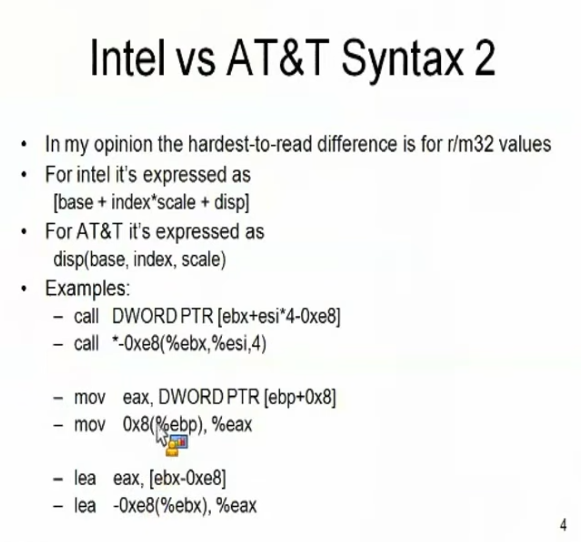 Intel vs AT&T Syntax 2
• In my opinion the hardest-to-read difference is for r/m32 values
• For intel it's expressed as
[base + index*scale + disp]
• For AT&T it's expressed as
disp(base, index, scale)
• Examples:
– call DWORD PTR [ebx+esi*4-0xe8]
– call *-0xe8(%ebx,%esi,4)
– mov eax, DWORD PTR [ebp+0x8]
– mov 0x8(%ebp), %eax
– lea eax, [ebx-0xe8]
– lea -0xe8(%ebx), %eax
4